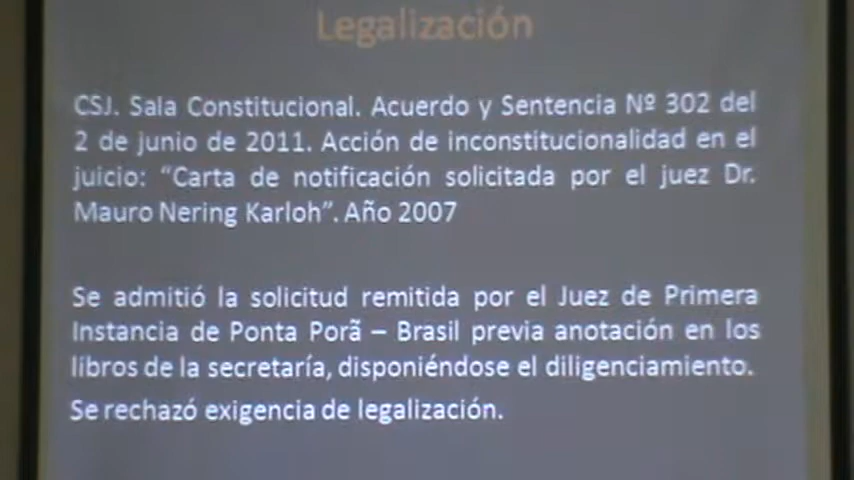 Legalización
CSJ. Sala Constitucional. Acuerdo y Sentencia Nº 302 del
2 de junio de 2011. Acción de inconstitucionalidad en el
juicio: “Carta de notificación solicitada por el juez Dr.
Mauro Nering Karloh”. Año 2007
Se admitió la solicitud remitida por el Juez de Primera
Instancia de Ponta Porã – Brasil previa anotación en los
libros de la secretaría, disponiéndose el diligenciamiento.
Se rechazó exigencia de legalización.